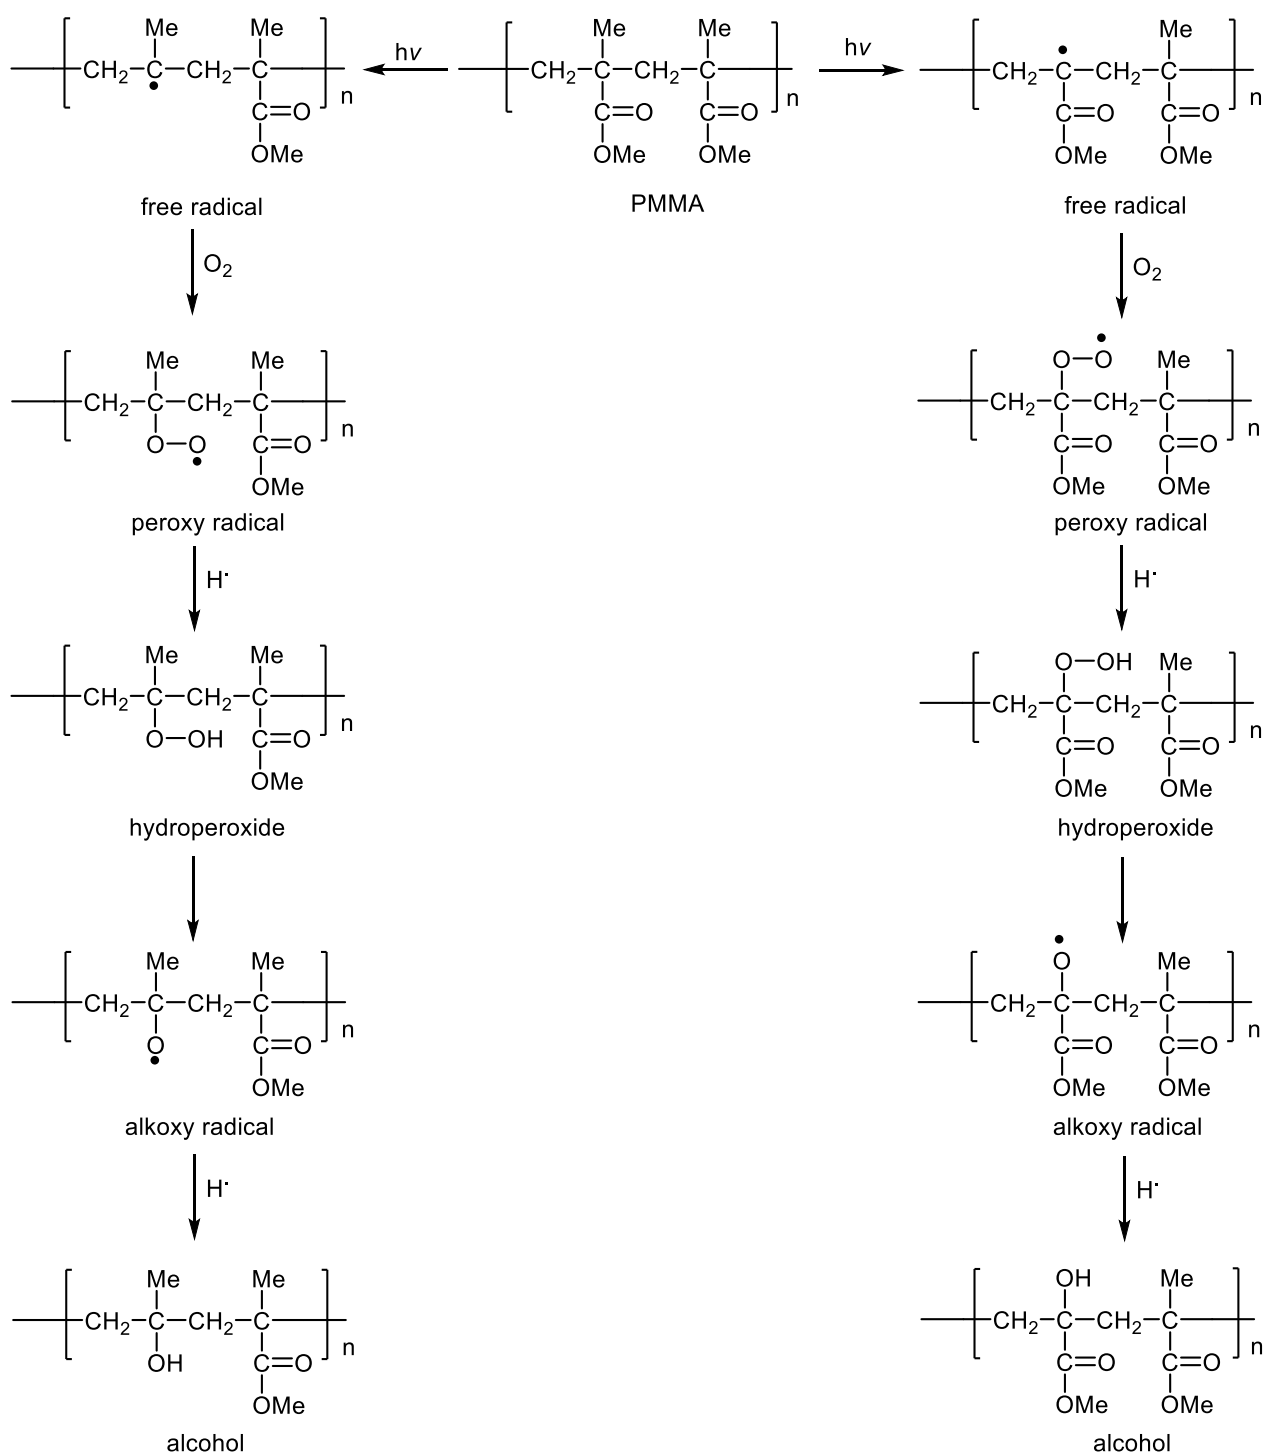 Me Me
CH2 C• CH2 C n
C=O
OMe
free radical
hν
Me Me
CH2 C CH2 C n
C=O C=O
OMe OMe
PMMA
hν
• Me
CH2 C CH2 C n
C=O C=O
OMe OMe
free radical
O2
O2
Me Me
CH2 C CH2 C n
O–O• C=O
OMe
peroxy radical
O–O• Me
CH2 C CH2 C n
C=O C=O
OMe OMe
peroxy radical
H·
H·
Me Me
CH2 C CH2 C n
O–OH C=O
OMe
hydroperoxide
O–OH Me
CH2 C CH2 C n
C=O C=O
OMe OMe
hydroperoxide
Me Me
CH2 C CH2 C n
O• C=O
OMe
alkoxy radical
O• Me
CH2 C CH2 C n
C=O C=O
OMe OMe
alkoxy radical
H·
H·
Me Me
CH2 C CH2 C n
OH C=O
OMe
alcohol
OH Me
CH2 C CH2 C n
C=O C=O
OMe OMe
alcohol